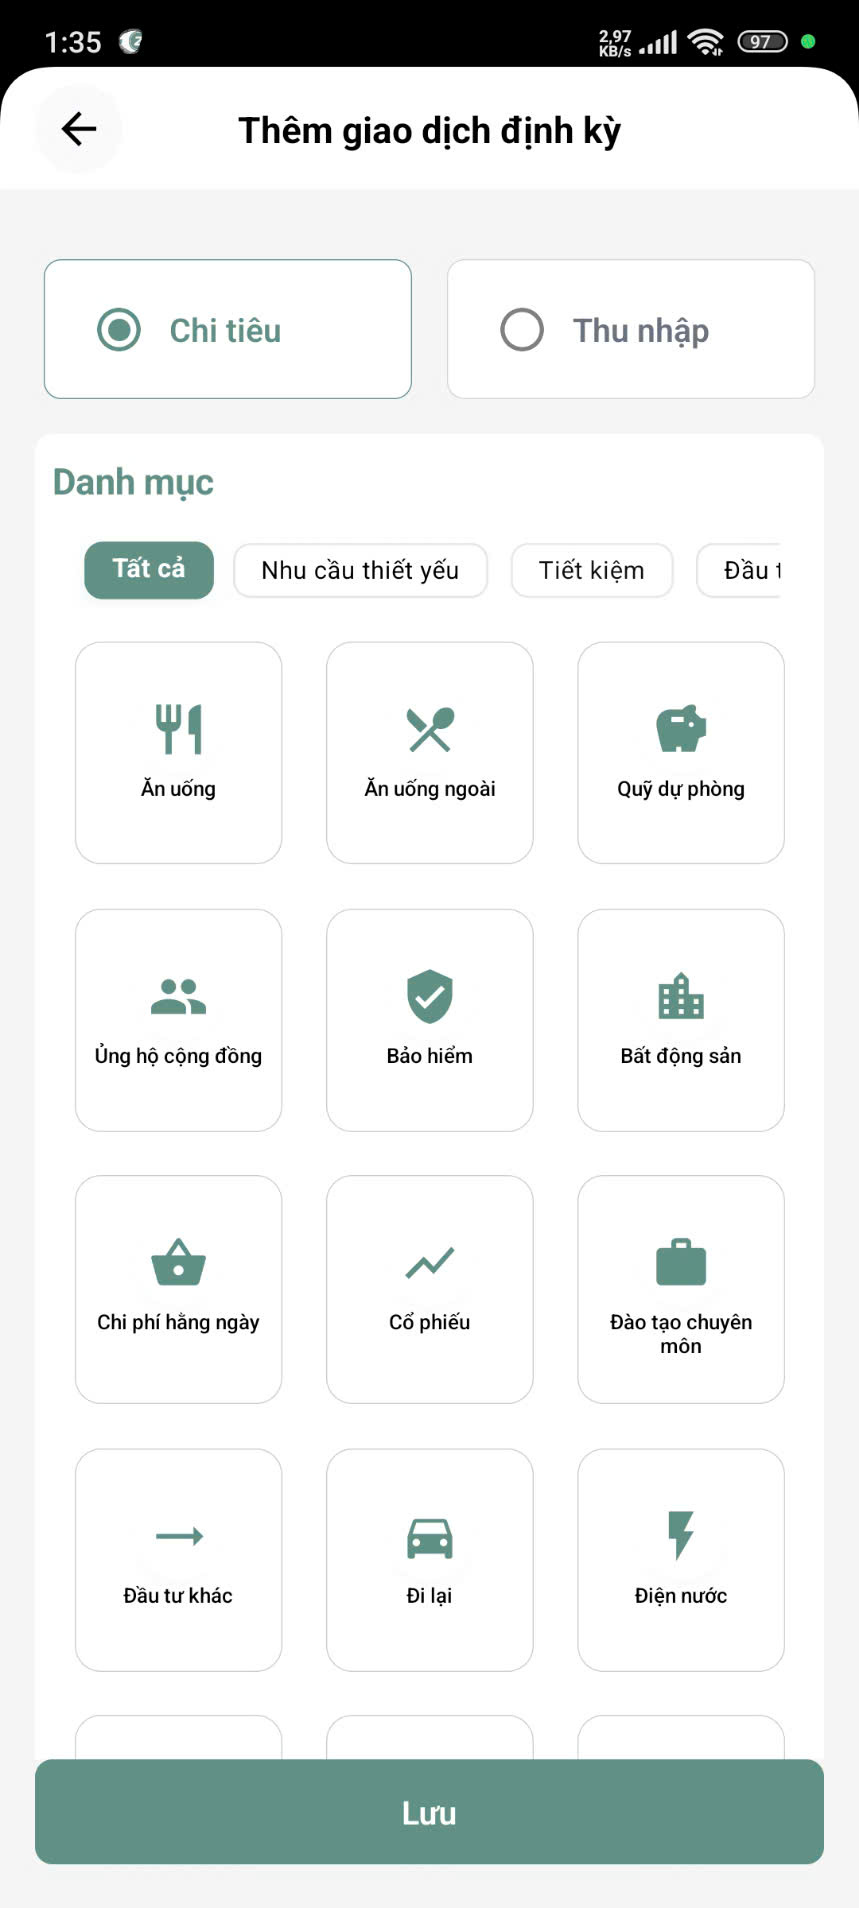 1:35
2,97
KB/s
97
Thêm giao dịch định kỳ
Chi tiêu
Thu nhập
Danh mục
Tất cả
Nhu cầu thiết yếu
Tiết kiệm
Đầu t
Ăn uống
Ăn uống ngoài
Quỹ dự phòng
Ủng hộ cộng đồng
Bảo hiểm
Bất động sản
Chi phí hằng ngày
Cổ phiếu
Đào tạo chuyên
môn
Đầu tư khác
Đi lại
Điện nước
Lưu